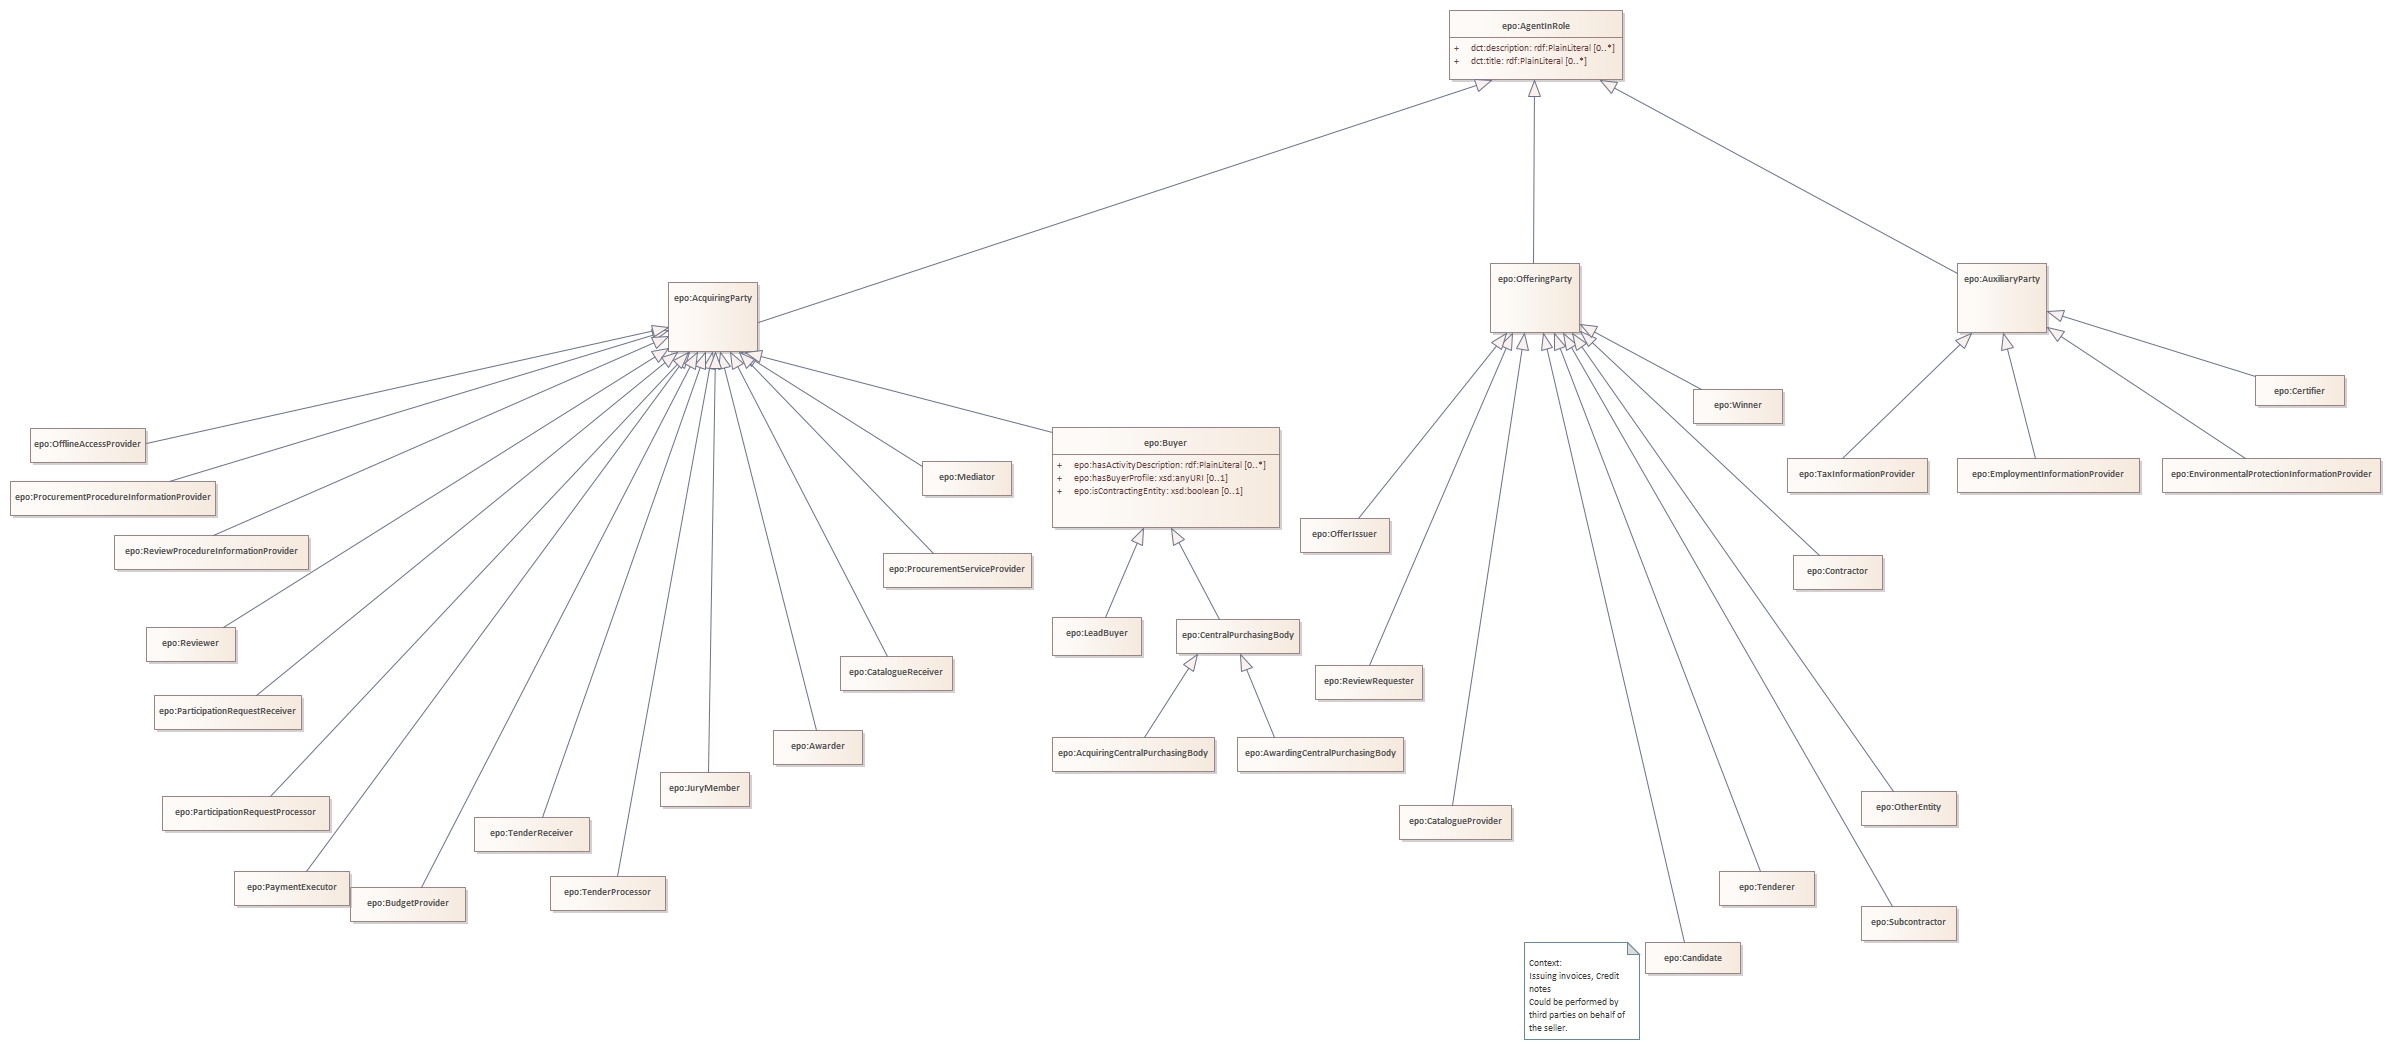 epo:AgentInRole
+ dct:description: rdf:PlainLiteral [0..*]
+ dct:title: rdf:PlainLiteral [0..*]
epo:AcquiringParty
epo:OfferingParty
epo:AuxiliaryParty
epo:OfflineAccessProvider
epo:ProcurementProcedureInformationProvider
epo:ReviewProcedureInformationProvider
epo:Reviewer
epo:ParticipationRequestReceiver
epo:ParticipationRequestProcessor
epo:PaymentExecutor
epo:BudgetProvider
epo:TenderReceiver
epo:TenderProcessor
epo:JuryMember
epo:Awarder
epo:CatalogueReceiver
epo:ProcurementServiceProvider
epo:Mediator
epo:Buyer
+ epo:hasActivityDescription: rdf:PlainLiteral [0..*]
+ epo:hasBuyerProfile: xsd:anyURI [0..1]
+ epo:isContractingEntity: xsd:boolean [0..1]
epo:LeadBuyer
epo:CentralPurchasingBody
epo:AcquiringCentralPurchasingBody
epo:AwardingCentralPurchasingBody
epo:OfferIssuer
epo:ReviewRequester
epo:CatalogueProvider
epo:Candidate
epo:Tenderer
epo:Subcontractor
epo:OtherEntity
epo:Contractor
epo:Winner
epo:TaxInformationProvider
epo:EmploymentInformationProvider
epo:EnvironmentalProtectionInformationProvider
epo:Certifier
Context:
Issuing invoices, Credit
notes
Could be performed by
third parties on behalf of
the seller.